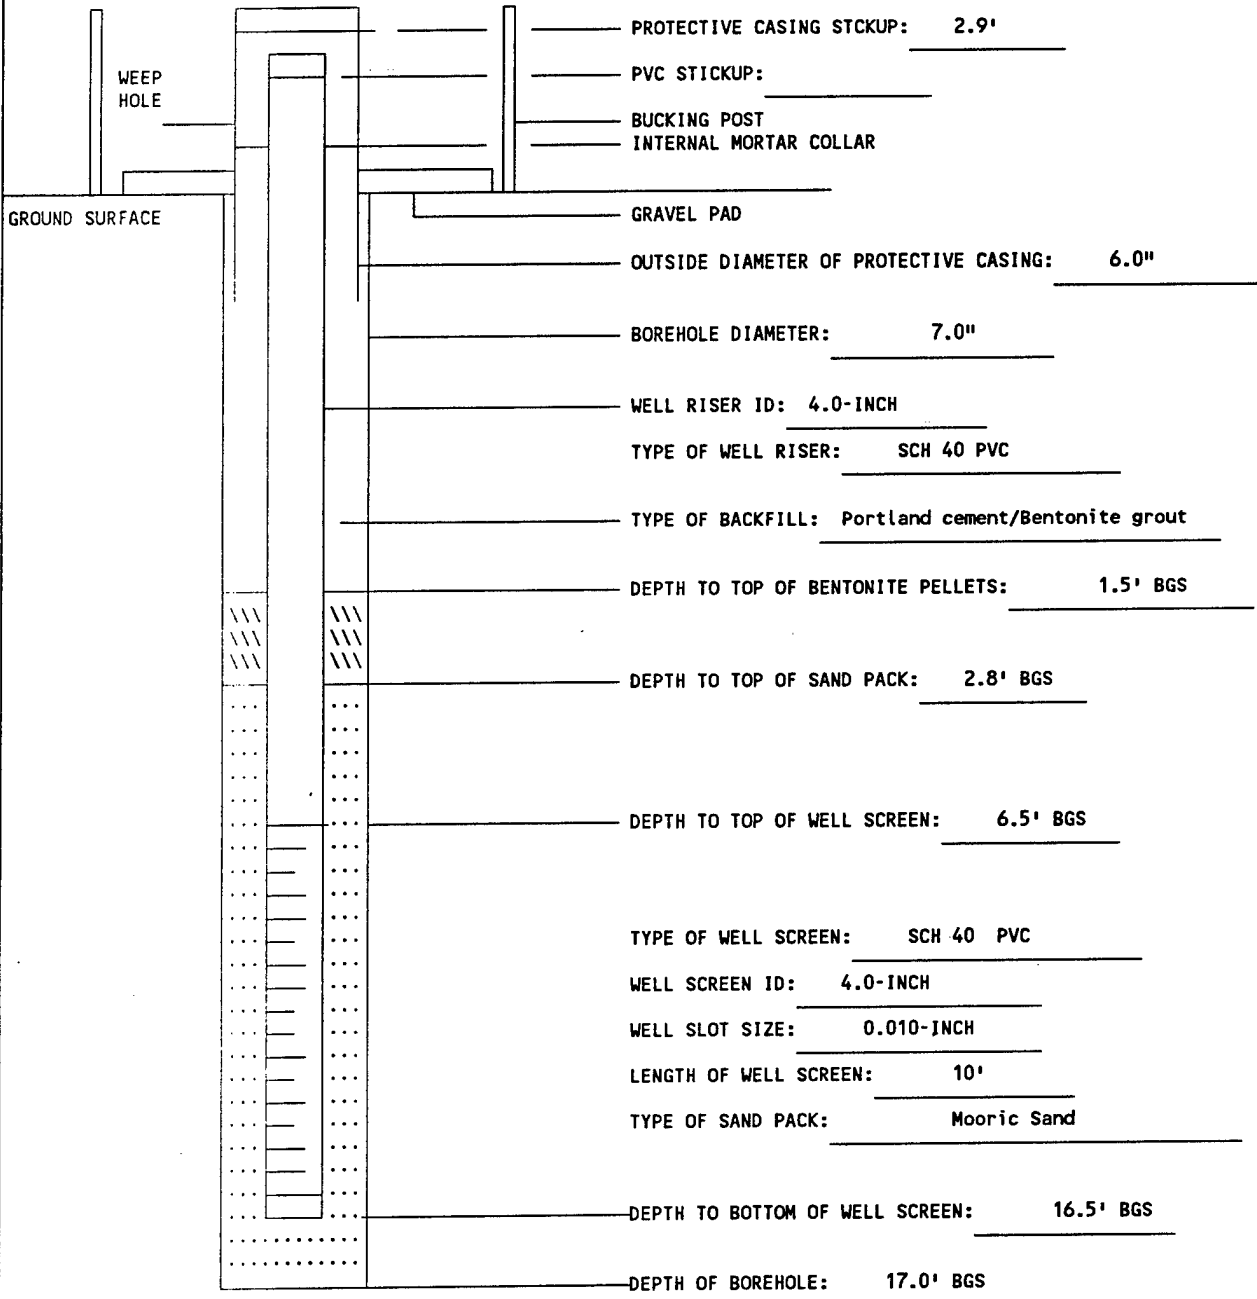 PROTECTIVE CASING STCKUP: 2.9'
WEEP HOLE
PVC STICKUP:
BUCKING POST
INTERNAL MORTAR COLLAR
GROUND SURFACE
GRAVEL PAD
OUTSIDE DIAMETER OF PROTECTIVE CASING: 6.0"
BOREHOLE DIAMETER: 7.0"
WELL RISER ID: 4.0-INCH
TYPE OF WELL RISER: SCH 40 PVC
TYPE OF BACKFILL: Portland cement/Bentonite grout
DEPTH TO TOP OF BENTONITE PELLETS: 1.5' BGS
DEPTH TO TOP OF SAND PACK: 2.8' BGS
DEPTH TO TOP OF WELL SCREEN: 6.5' BGS
TYPE OF WELL SCREEN: SCH 40 PVC
WELL SCREEN ID: 4.0-INCH
WELL SLOT SIZE: 0.010-INCH
LENGTH OF WELL SCREEN: 10'
TYPE OF SAND PACK: Mooric Sand
DEPTH TO BOTTOM OF WELL SCREEN: 16.5' BGS
DEPTH OF BOREHOLE: 17.0' BGS